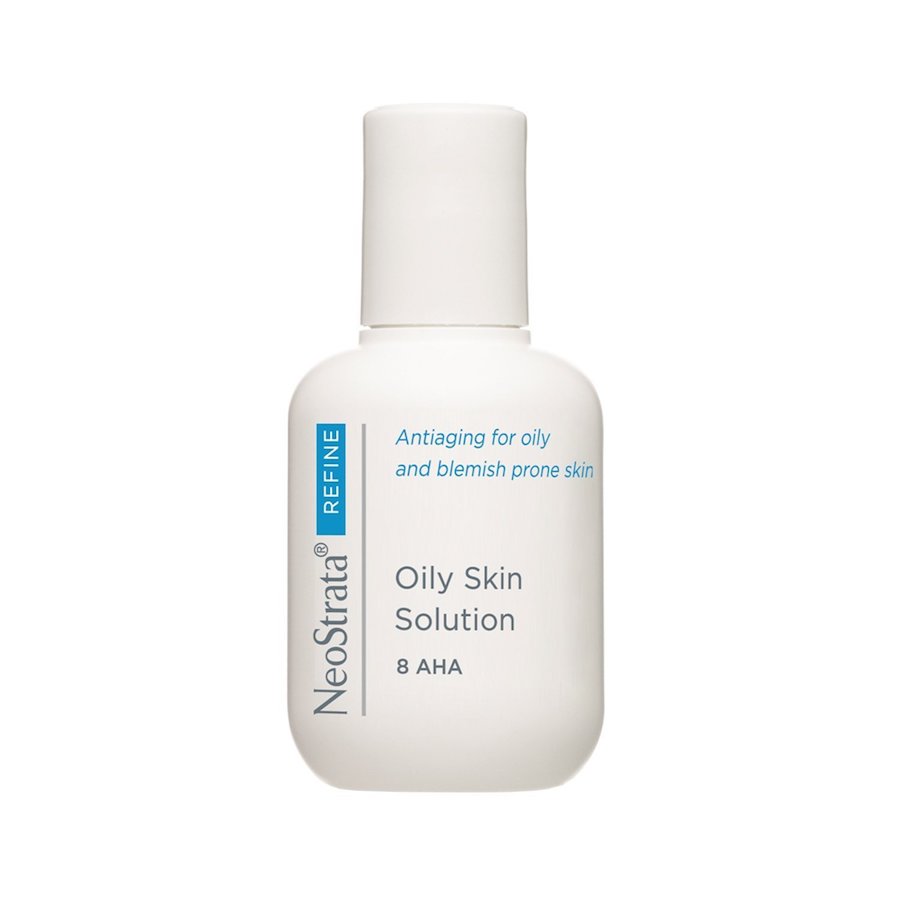 REFINE
NeoStrata®
Antiaging for oily
and blemish prone skin
Oily Skin
Solution
8 AHA